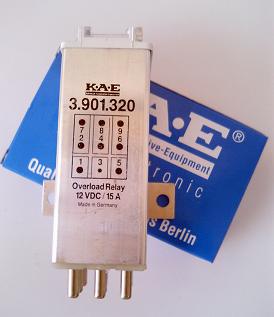 K·A·E
3.901.320
7 8 9
2 4 6
1 3 5
Overload Relay
12 VDC / 15 A
Made in Germany
K·A·E®
ve-Equipment
Qua
ronic
s Berlin